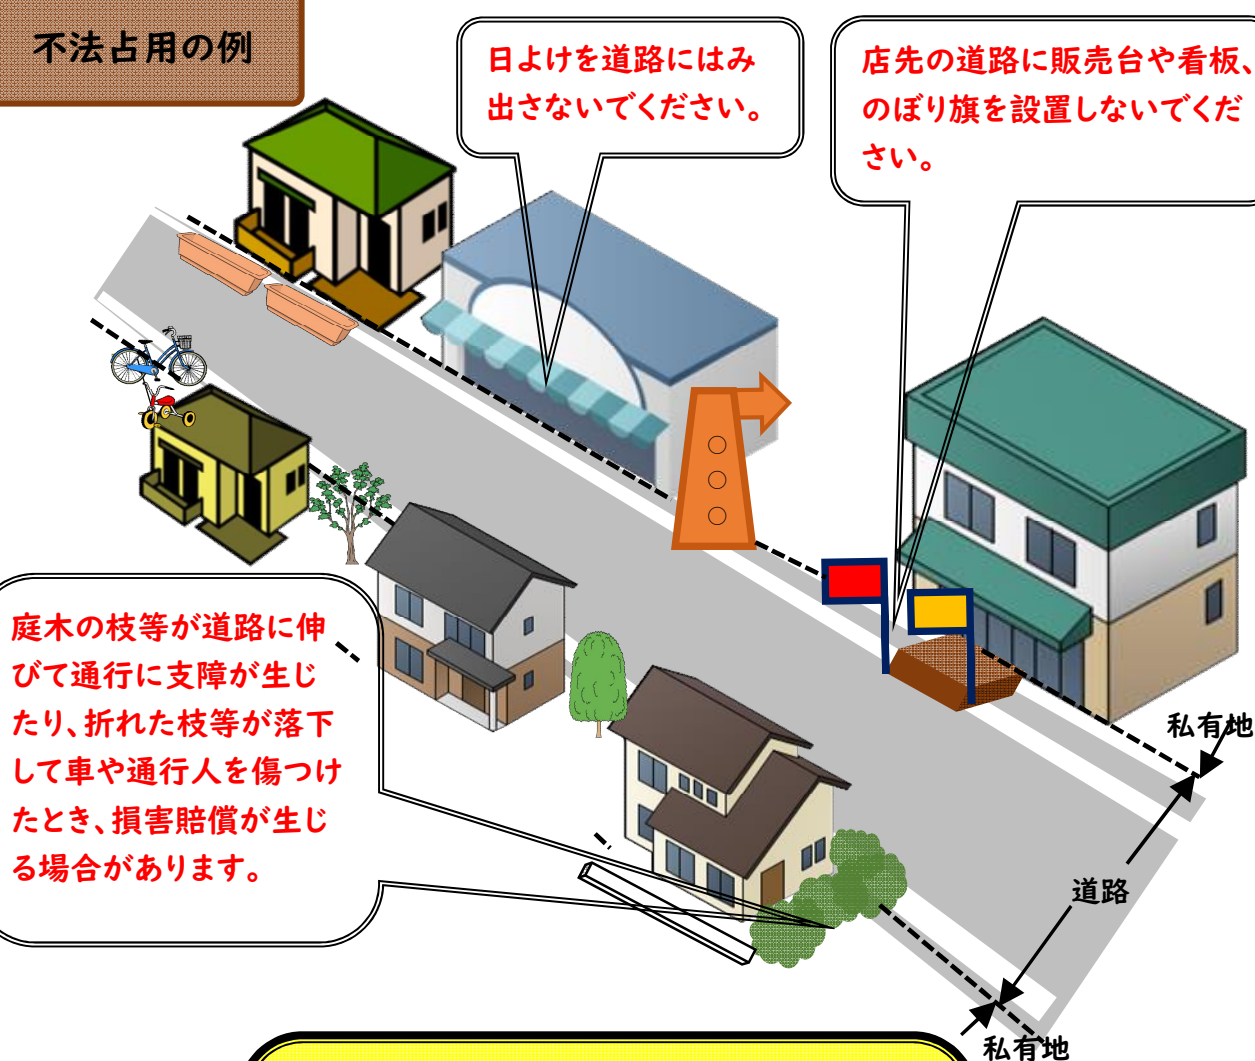 不法占用の例
日よけを道路にはみ
出さないでください。
店先の道路に販売台や看板、
のぼり旗を設置しないでくだ
さい。
庭木の枝等が道路に伸
びて通行に支障が生じ
たり、折れた枝等が落下
して車や通行人を傷つけ
たとき、損害賠償が生じ
る場合があります。
私有地
道路
私有地